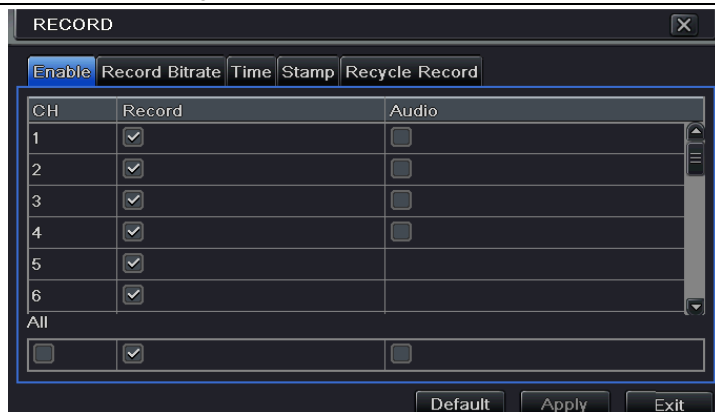 RECORD
Enable Record Bitrate Time Stamp Recycle Record
CH Record Audio
1
2
3
4
5
6
All
Default Apply Exit